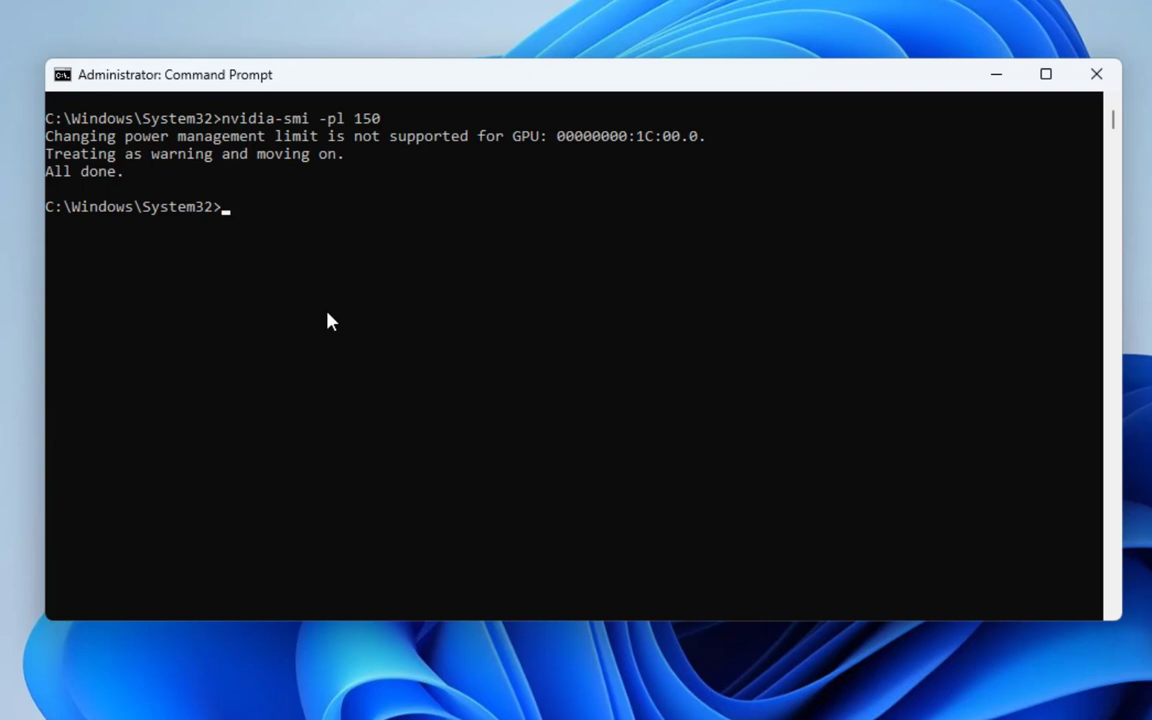 Administrator: Command Prompt
C:\Windows\System32>nvidia-smi -pl 150
Changing power management limit is not supported for GPU: 00000000:1C:00.0.
Treating as warning and moving on.
All done.
C:\Windows\System32>